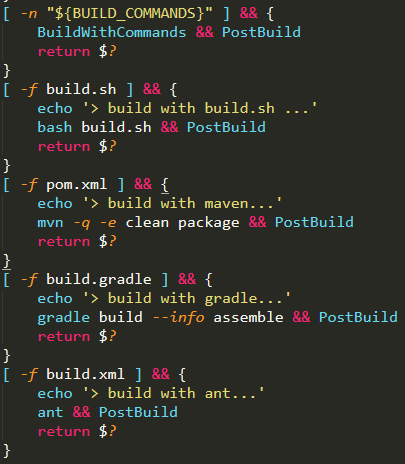 [ -n "${BUILD_COMMANDS}" ] && {
    BuildWithCommands && PostBuild
    return $?
}
[ -f build.sh ] && {
    echo '> build with build.sh ...'
    bash build.sh && PostBuild
    return $?
}
[ -f pom.xml ] && {
    echo '> build with maven...'
    mvn -q -e clean package && PostBuild
    return $?
}
[ -f build.gradle ] && {
    echo '> build with gradle...'
    gradle build --info assemble && PostBuild
    return $?
}
[ -f build.xml ] && {
    echo '> build with ant...'
    ant && PostBuild
    return $?
}